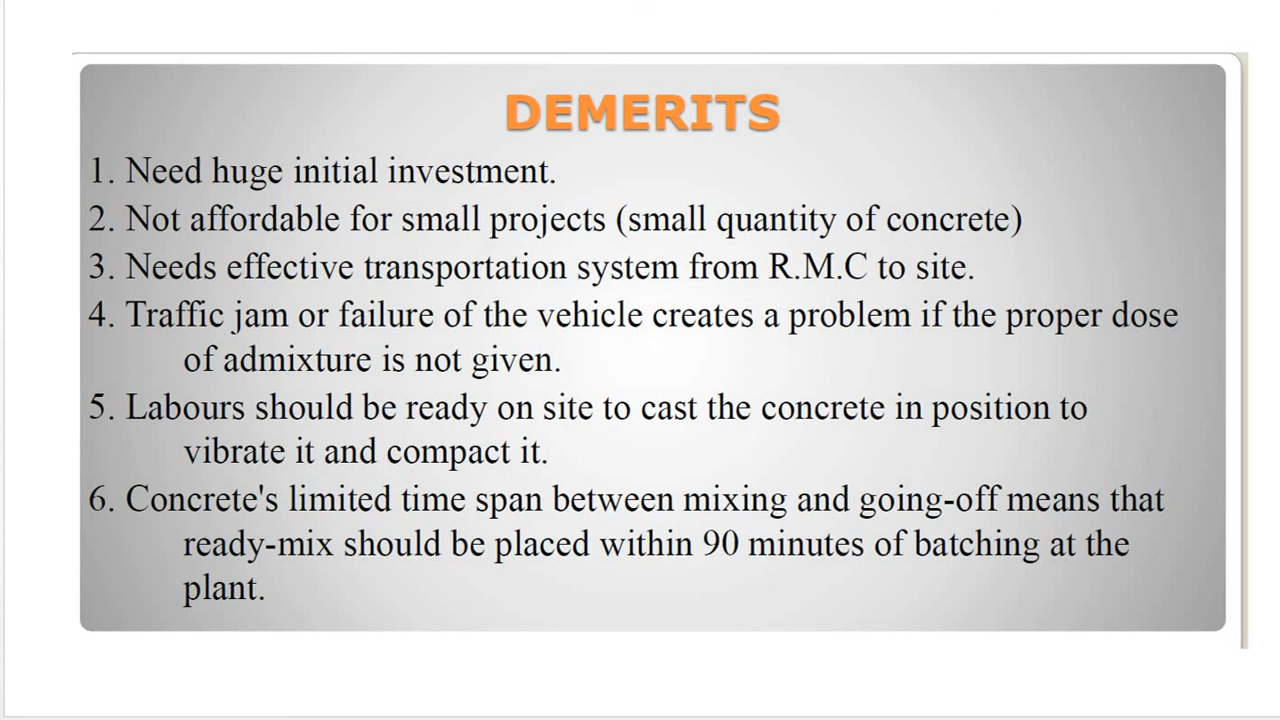 DEMERITS
1. Need huge initial investment.
2. Not affordable for small projects (small quantity of concrete)
3. Needs effective transportation system from R.M.C to site.
4. Traffic jam or failure of the vehicle creates a problem if the proper dose
of admixture is not given.
5. Labours should be ready on site to cast the concrete in position to
vibrate it and compact it.
6. Concrete's limited time span between mixing and going-off means that
ready-mix should be placed within 90 minutes of batching at the
plant.